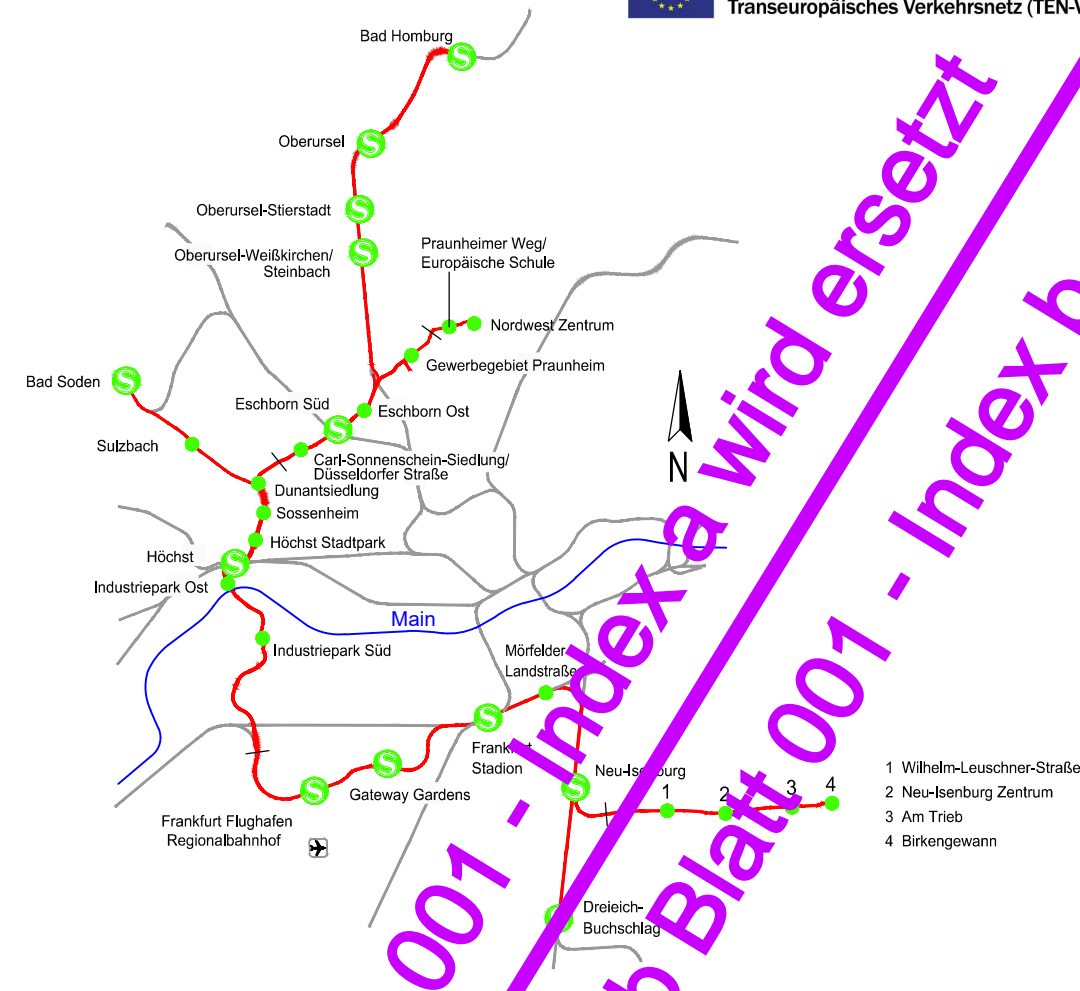 Transeuropäisches Verkehrsnetz (TEN-V
Bad Homburg
Oberursel
Oberursel-Stierstadt
Oberursel-Weißkirchen/
Steinbach
Praunheimer Weg/
Europäische Schule
Nordwest Zentrum
Gewerbegebiet Praunheim
Bad Soden
Eschborn Süd
Eschborn Ost
Sulzbach
Carl-Sonnenschein-Siedlung/
Düsseldorfer Straße
Dunantsiedlung
Sossenheim
Höchst Stadtpark
Höchst
Industriepark Ost
N
Main
Industriepark Süd
Mörfelder
Landstraße
Frankfurt
Stadion
Neu-Isenburg
Gateway Gardens
Frankfurt Flughafen
Regionalbahnhof
1
2
3
4
1 Wilhelm-Leuschner-Straße
2 Neu-Isenburg Zentrum
3 Am Trieb
4 Birkengewann
Dreieich-
Buchschlag
001 - Index a wird ersetzt
b Blatt 001 - Index b
S
S
S
S
S
S
S
S
S
S
S